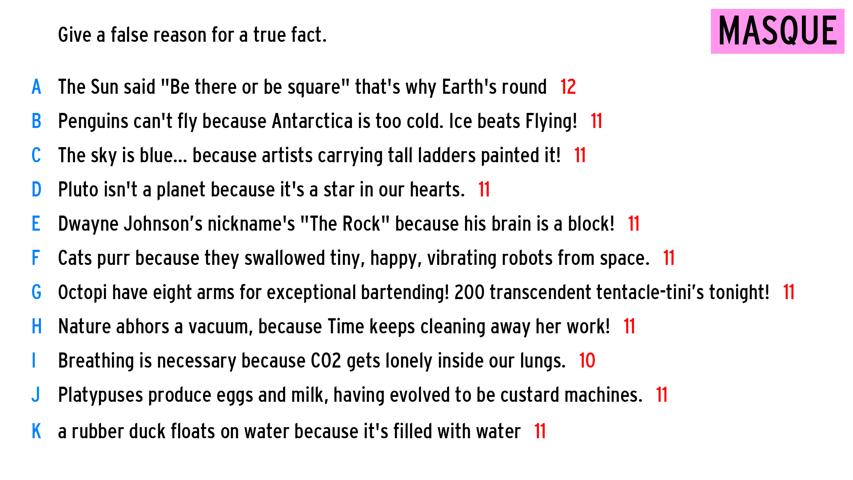 Give a false reason for a true fact.
MASQUE
A The Sun said "Be there or be square" that's why Earth's round 12
B Penguins can't fly because Antarctica is too cold. Ice beats Flying! 11
C The sky is blue... because artists carrying tall ladders painted it! 11
D Pluto isn't a planet because it's a star in our hearts. 11
E Dwayne Johnson’s nickname's "The Rock" because his brain is a block! 11
F Cats purr because they swallowed tiny, happy, vibrating robots from space. 11
G Octopi have eight arms for exceptional bartending! 200 transcendent tentacle-tini’s tonight! 11
H Nature abhors a vacuum, because Time keeps cleaning away her work! 11
I Breathing is necessary because CO2 gets lonely inside our lungs. 10
J Platypuses produce eggs and milk, having evolved to be custard machines. 11
K a rubber duck floats on water because it's filled with water 11